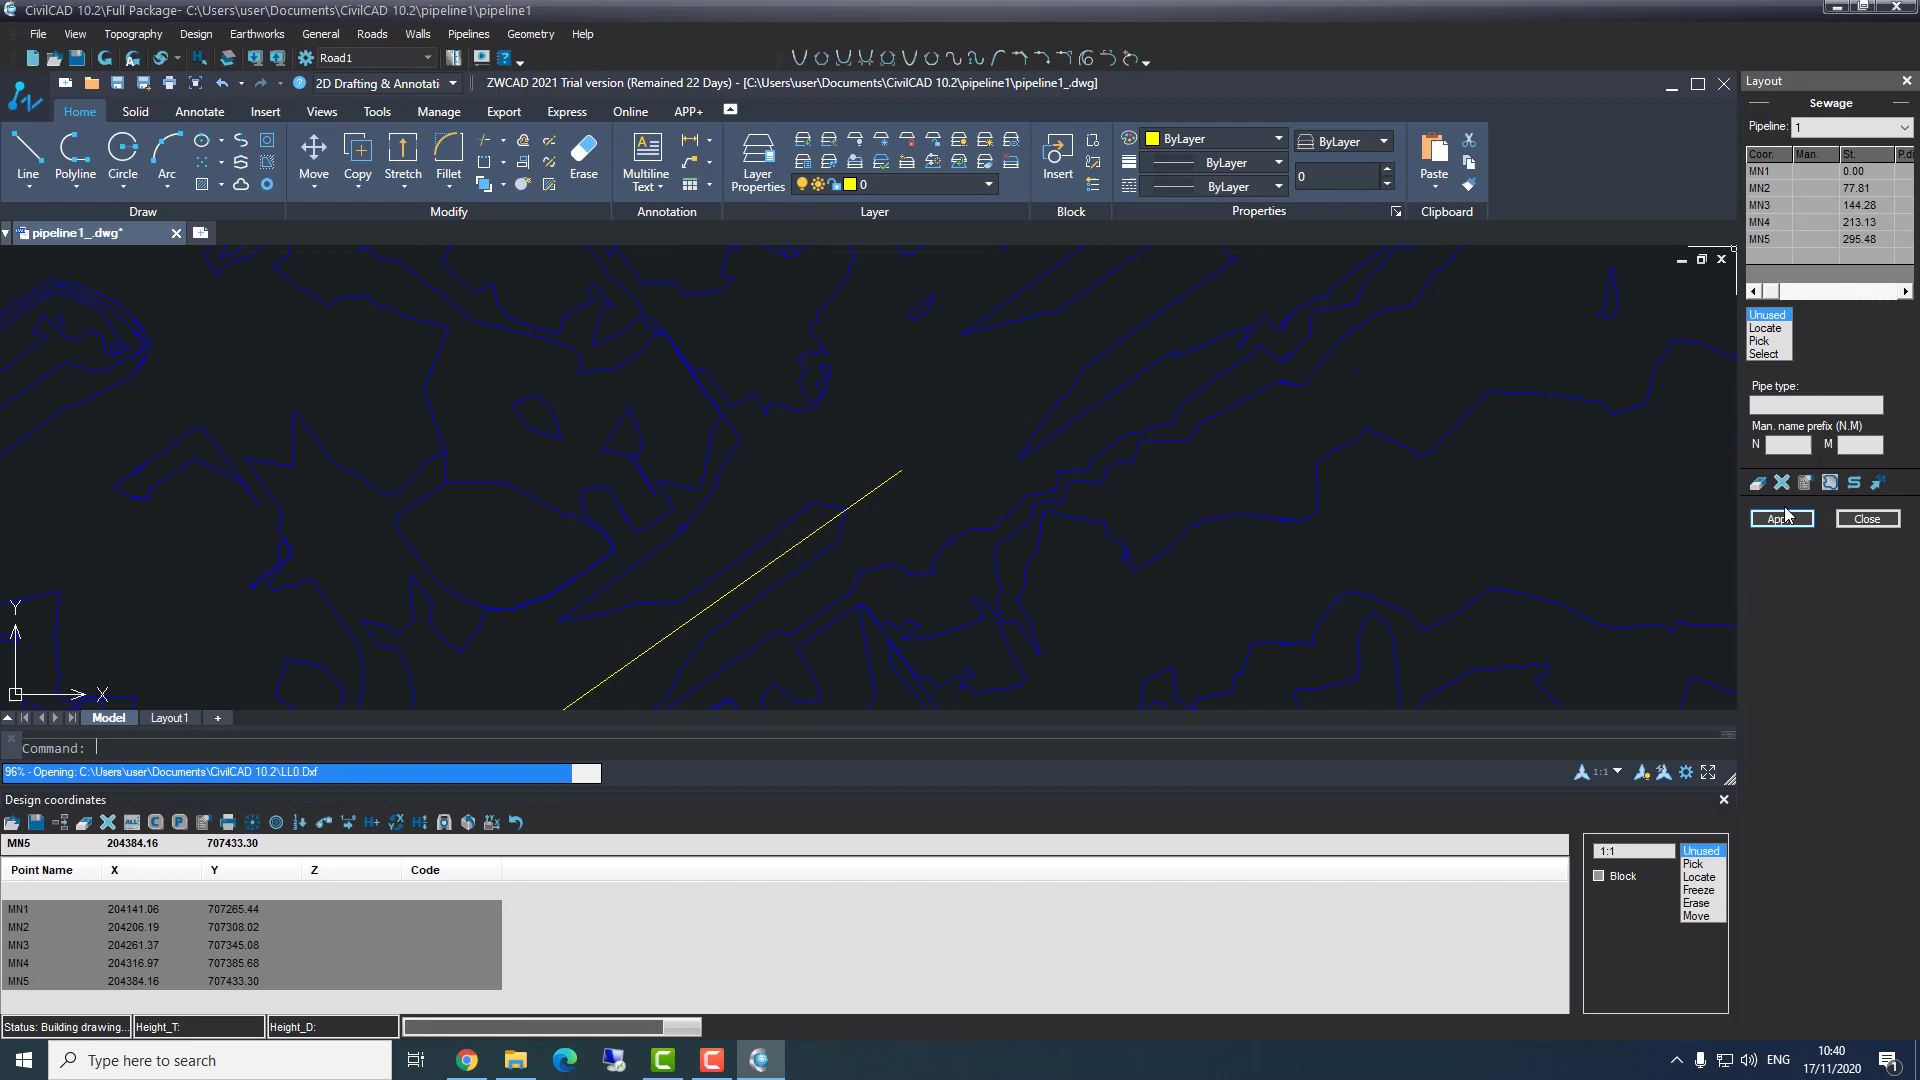 CivilCAD 10.2\Full Package- C:\Users\user\Documents\CivilCAD 10.2\pipeline1\pipeline1
File View Topography Design Earthworks General Roads Walls Pipelines Geometry Help
Road1
2D Drafting & Annotati
ZWCAD 2021 Trial version (Remained 22 Days) - [C:\Users\user\Documents\CivilCAD 10.2\pipeline1\pipeline1_.dwg]
Home Solid Annotate Insert Views Tools Manage Export Express Online APP+
ByLayer ByLayer
ByLayer 0
ByLayer
Line Polyline Circle Arc Move Copy Stretch Fillet Erase Multiline Text Layer Properties 0 Insert Paste
Draw Modify Annotation Layer Block Properties Clipboard
pipeline1_.dwg*
Y
X
Model Layout1 +
Command:
96% - Opening: C:\Users\user\Documents\CivilCAD 10.2\LL0.Dxf
1:1
Design coordinates
ALL C P H+
MN5 204384.16 707433.30
Point Name X Y Z Code
MN1 204141.06 707265.44
MN2 204206.19 707308.02
MN3 204261.37 707345.08
MN4 204316.97 707385.68
MN5 204384.16 707433.30
1:1
Block
Unused
Pick
Locate
Freeze
Erase
Move
Status: Building drawing... Height_T: Height_D:
Layout
Sewage
Pipeline: 1
Coor. Man. St. P.di
MN1 0.00
MN2 77.81
MN3 144.28
MN4 213.13
MN5 295.48
Unused
Locate
Pick
Select
Pipe type:
Man. name prefix (N.M)
N M
Close
Type here to search
ENG
10:40
17/11/2020
1